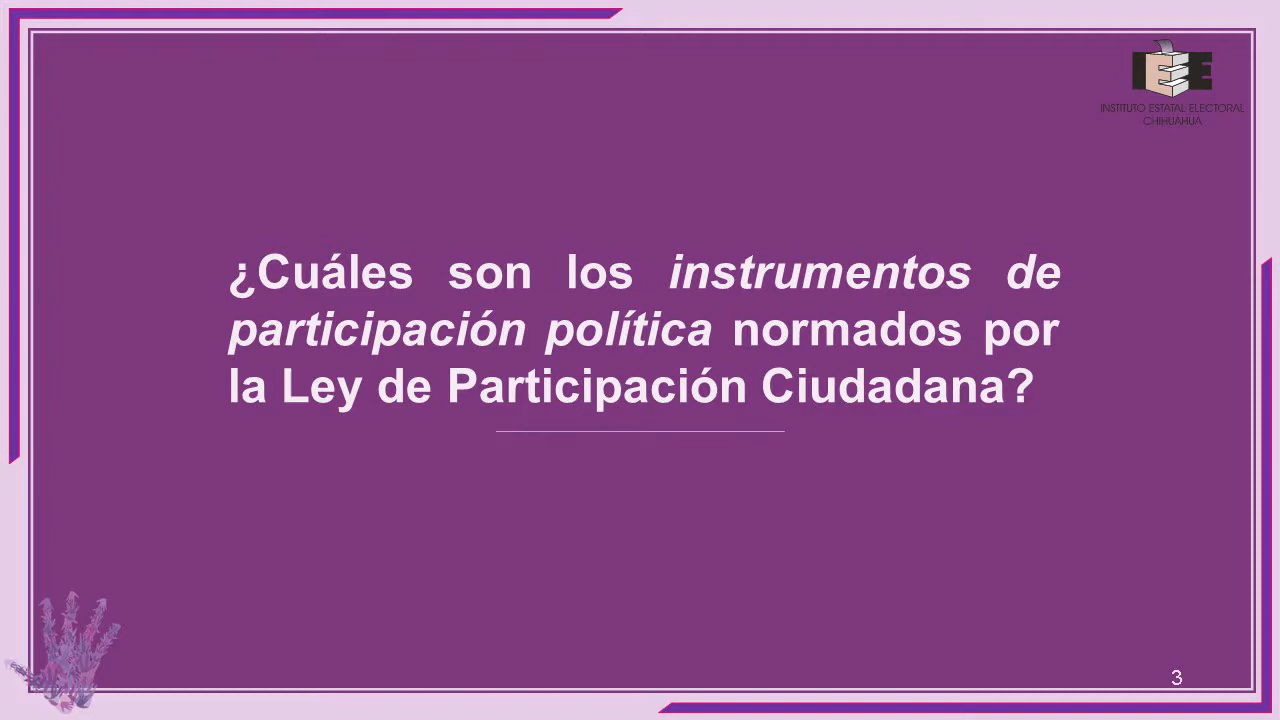 IEE
INSTITUTO ESTATAL ELECTORAL
CHIHUAHUA
¿Cuáles son los instrumentos de
participación política normados por
la Ley de Participación Ciudadana?
3